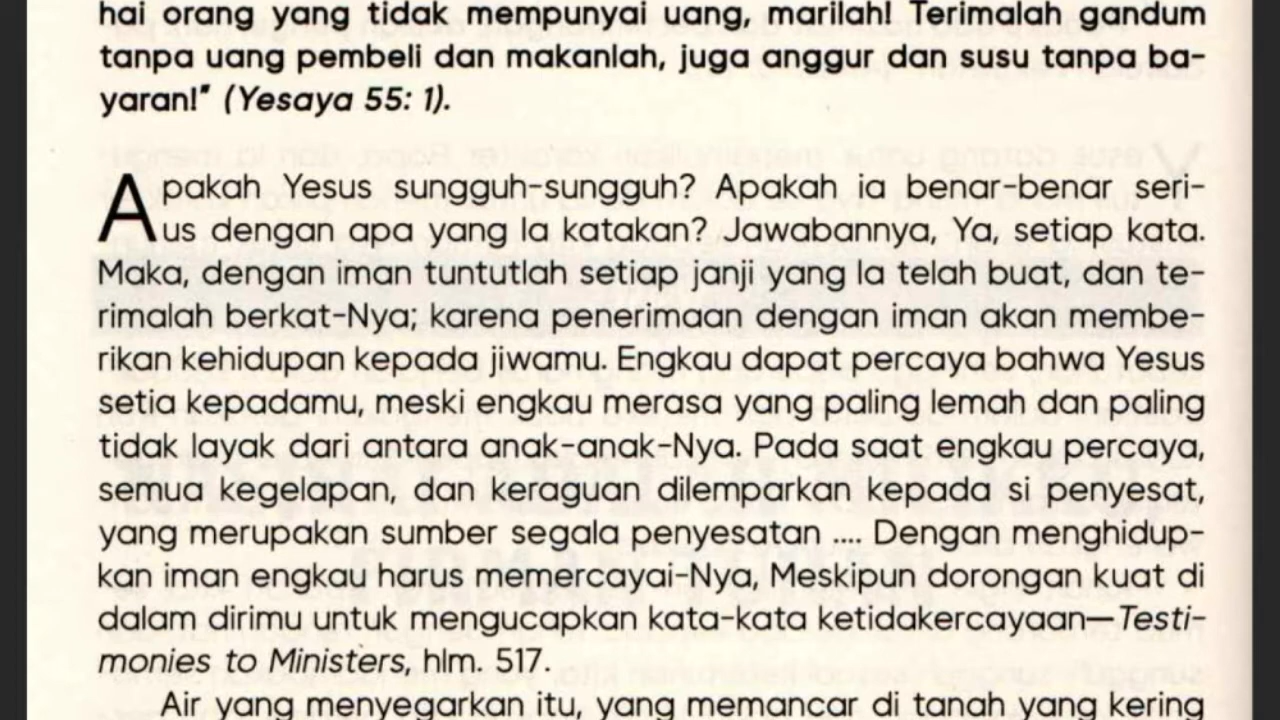 hai orang yang tidak mempunyai uang, marilah! Terimalah gandum
tanpa uang pembeli dan makanlah, juga anggur dan susu tanpa ba-
yaran!" (Yesaya 55: 1).
Apakah Yesus sungguh-sungguh? Apakah ia benar-benar seri-
us dengan apa yang Ia katakan? Jawabannya, Ya, setiap kata.
Maka, dengan iman tuntutlah setiap janji yang Ia telah buat, dan te-
rimalah berkat-Nya; karena penerimaan dengan iman akan membe-
rikan kehidupan kepada jiwamu. Engkau dapat percaya bahwa Yesus
setia kepadamu, meski engkau merasa yang paling lemah dan paling
tidak layak dari antara anak-anak-Nya. Pada saat engkau percaya,
semua kegelapan, dan keraguan dilemparkan kepada si penyesat,
yang merupakan sumber segala penyesatan .... Dengan menghidup-
kan iman engkau harus memercayai-Nya, Meskipun dorongan kuat di
dalam dirimu untuk mengucapkan kata-kata ketidakercayaan—Testi-
monies to Ministers, hlm. 517.
Air yang menyegarkan itu, yang memancar di tanah yang kering